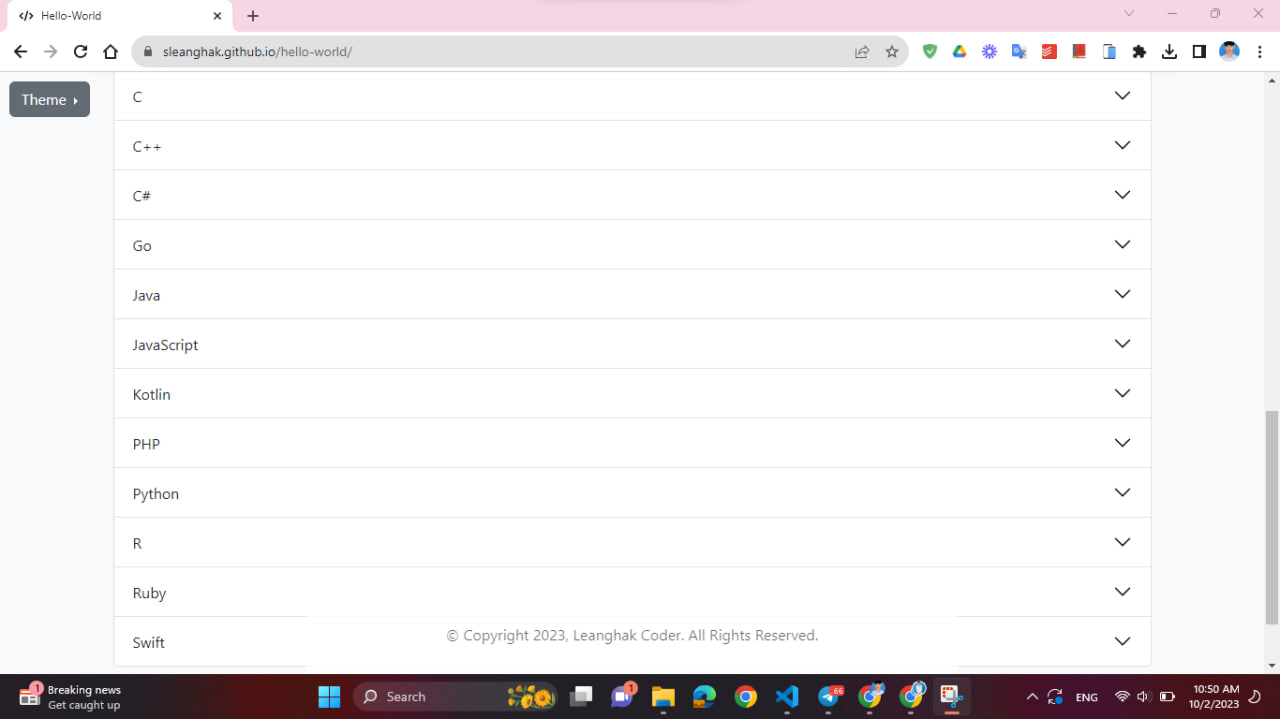 Hello-World
sleanghak.github.io/hello-world/
Theme
C
C++
C#
Go
Java
JavaScript
Kotlin
PHP
Python
R
Ruby
Swift
© Copyright 2023, Leanghak Coder. All Rights Reserved.
1
Breaking news
Get caught up
Search
1
66
ENG
10:50 AM
10/2/2023